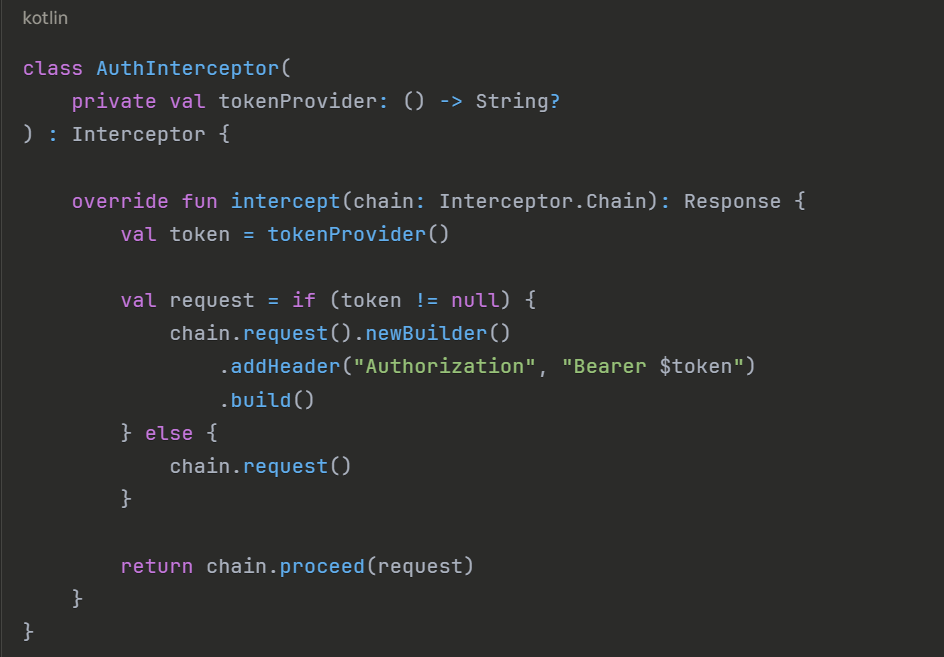 kotlin
class AuthInterceptor(
    private val tokenProvider: () -> String?
) : Interceptor {

    override fun intercept(chain: Interceptor.Chain): Response {
        val token = tokenProvider()

        val request = if (token != null) {
            chain.request().newBuilder()
                .addHeader("Authorization", "Bearer $token")
                .build()
        } else {
            chain.request()
        }

        return chain.proceed(request)
    }
}